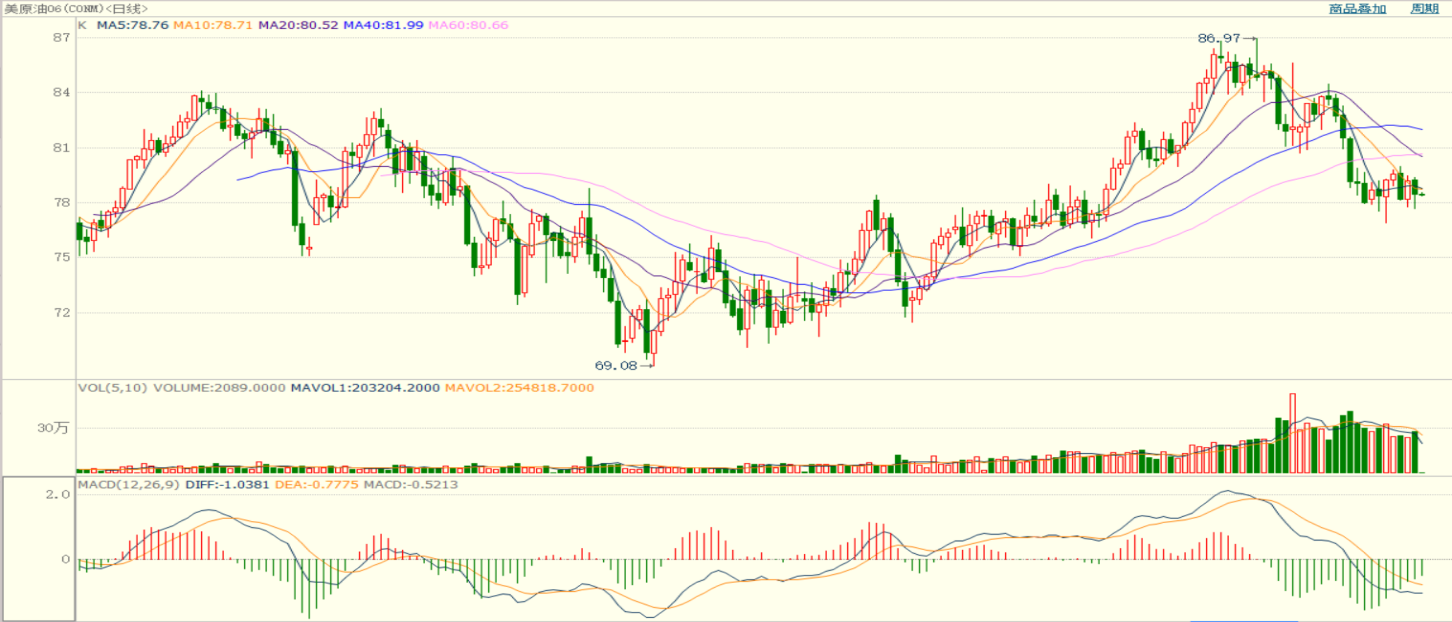 美原油06(CONM)<日线> 商品叠加 周期
K MA5:78.76 MA10:78.71 MA20:80.52 MA40:81.99 MA60:80.66
87
86.97
84
81
78
75
72
69.08
VOL(5,10) VOLUME:2089.0000 MAVOL1:203204.2000 MAVOL2:254818.7000
30万
MACD(12,26,9) DIFF:-1.0381 DEA:-0.7775 MACD:-0.5213
2.0
0